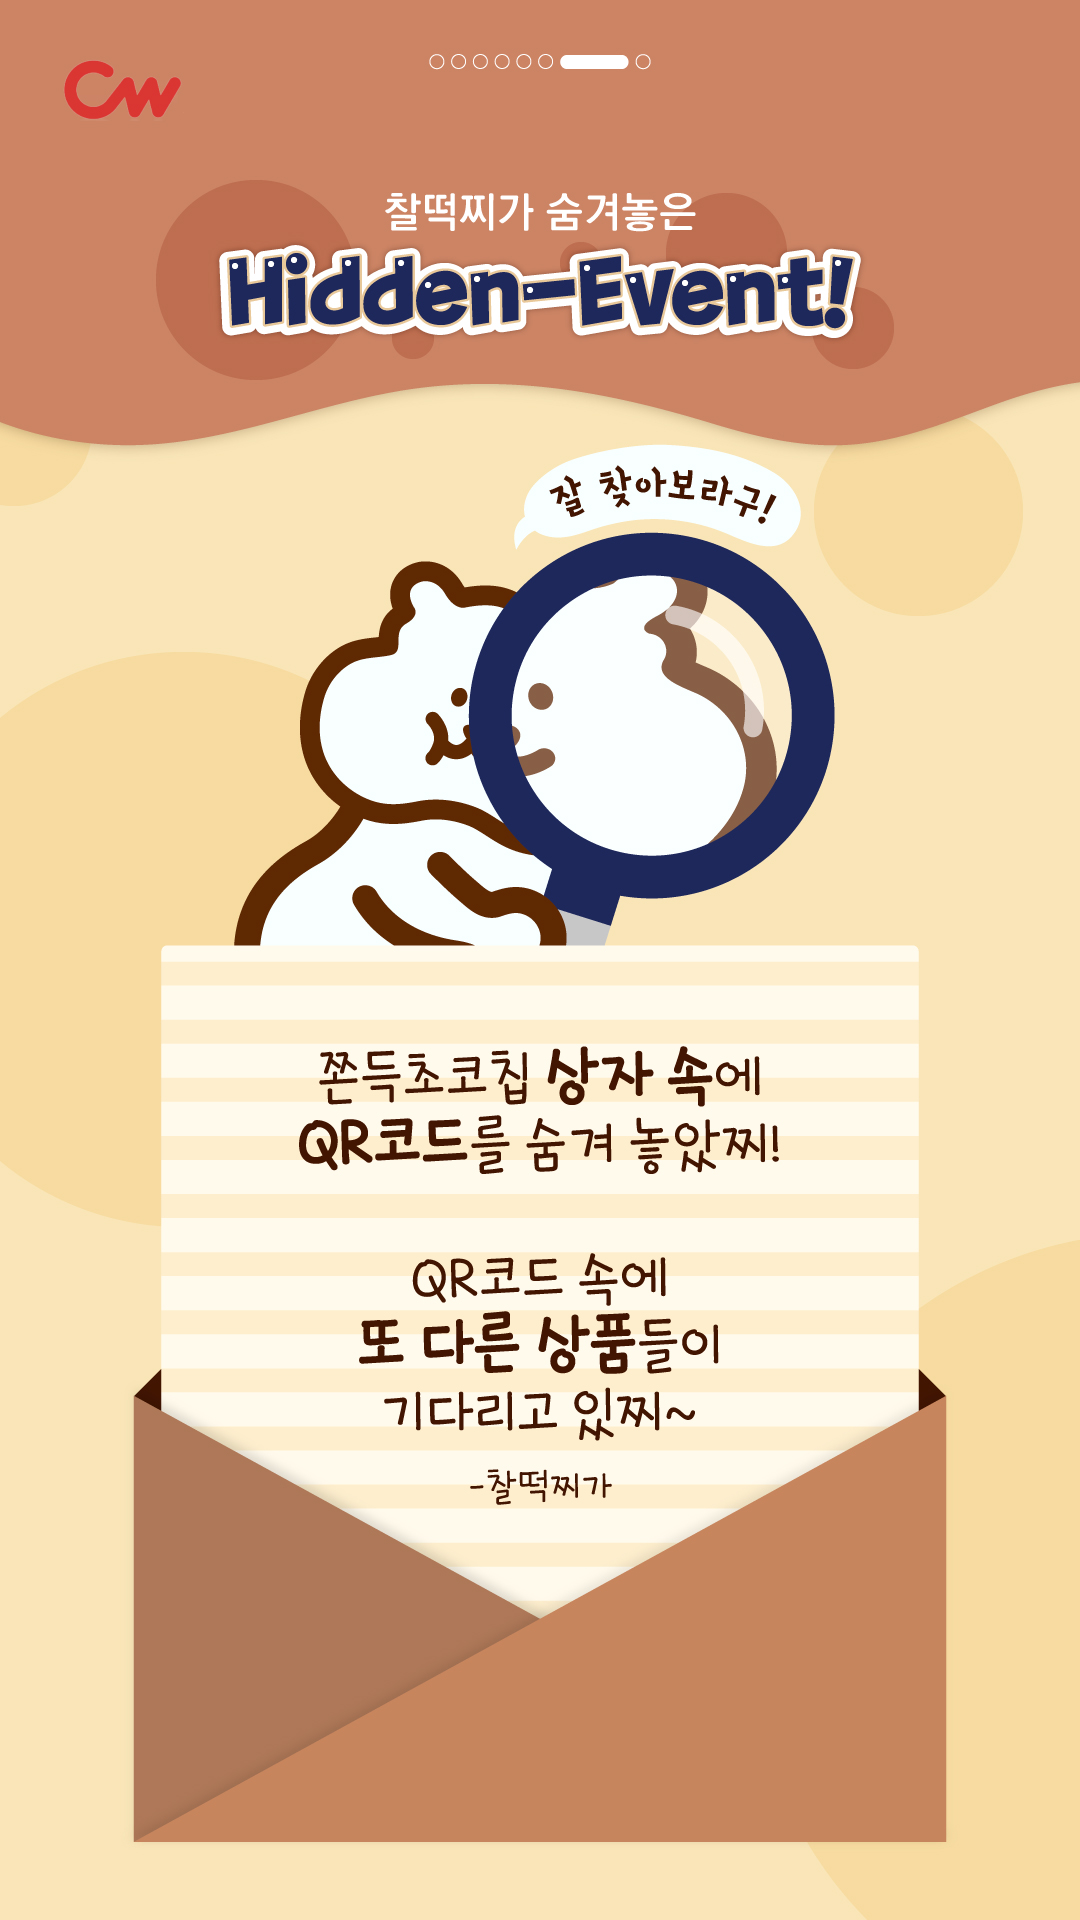 CW
찰떡찌가 숨겨놓은
Hidden-Event!
잘 찾아보라구!
쫀득초코칩 상자 속에
QR코드를 숨겨 놓았찌!
QR코드 속에
또 다른 상품들이
기다리고 있찌~
-찰떡찌가